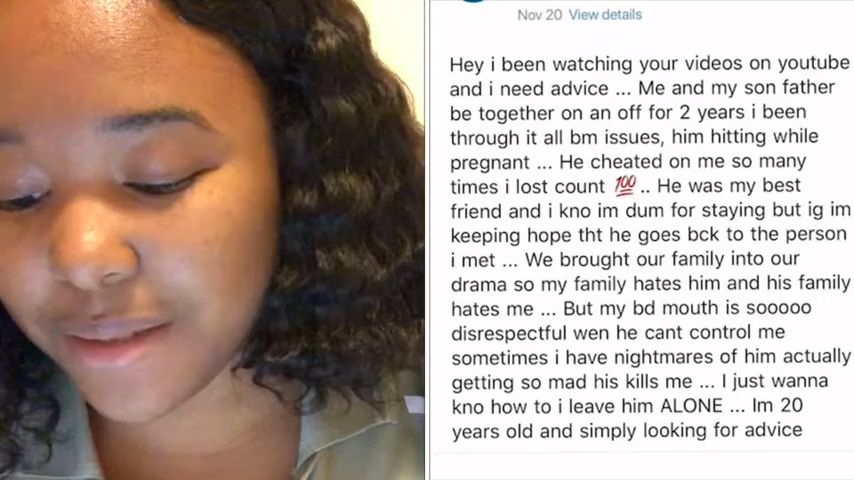 Nov 20 View details
Hey i been watching your videos on youtube
and i need advice ... Me and my son father
be together on an off for 2 years i been
through it all bm issues, him hitting while
pregnant ... He cheated on me so many
times i lost count 💯 .. He was my best
friend and i kno im dum for staying but ig im
keeping hope tht he goes bck to the person
i met ... We brought our family into our
drama so my family hates him and his family
hates me ... But my bd mouth is sooooo
disrespectful wen he cant control me
sometimes i have nightmares of him actually
getting so mad his kills me ... I just wanna
kno how to i leave him ALONE ... Im 20
years old and simply looking for advice